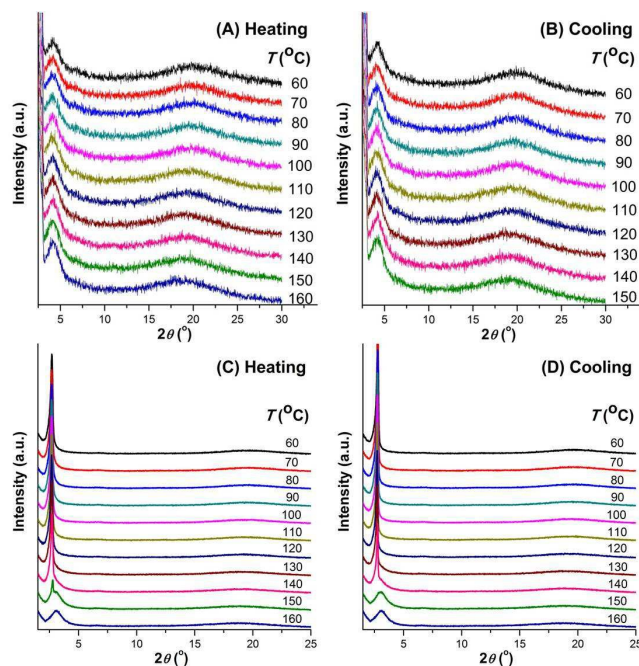 (A) Heating
T (°C)
60
70
80
90
100
110
120
130
140
150
160
Intensity (a.u.)
5 10 15 20 25 30
2θ (°)
(B) Cooling
T (°C)
60
70
80
90
100
110
120
130
140
150
Intensity (a.u.)
5 10 15 20 25 30
2θ (°)
(C) Heating
T (°C)
60
70
80
90
100
110
120
130
140
150
160
Intensity (a.u.)
5 10 15 20 25
2θ (°)
(D) Cooling
T (°C)
60
70
80
90
100
110
120
130
140
150
160
Intensity (a.u.)
5 10 15 20 25
2θ (°)